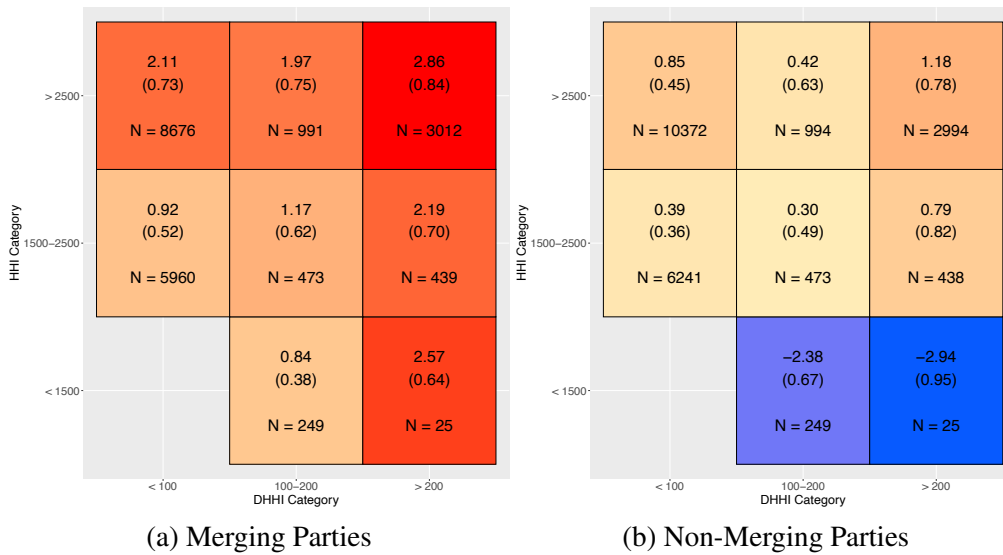 HHI Category
> 2500
1500−2500
< 1500
2.11
(0.73)
N = 8676
1.97
(0.75)
N = 991
2.86
(0.84)
N = 3012
0.92
(0.52)
N = 5960
1.17
(0.62)
N = 473
2.19
(0.70)
N = 439
0.84
(0.38)
N = 249
2.57
(0.64)
N = 25
< 100
100−200
> 200
DHHI Category
(a) Merging Parties
HHI Category
> 2500
1500−2500
< 1500
0.85
(0.45)
N = 10372
0.42
(0.63)
N = 994
1.18
(0.78)
N = 2994
0.39
(0.36)
N = 6241
0.30
(0.49)
N = 473
0.79
(0.82)
N = 438
−2.38
(0.67)
N = 249
−2.94
(0.95)
N = 25
< 100
100−200
> 200
DHHI Category
(b) Non-Merging Parties